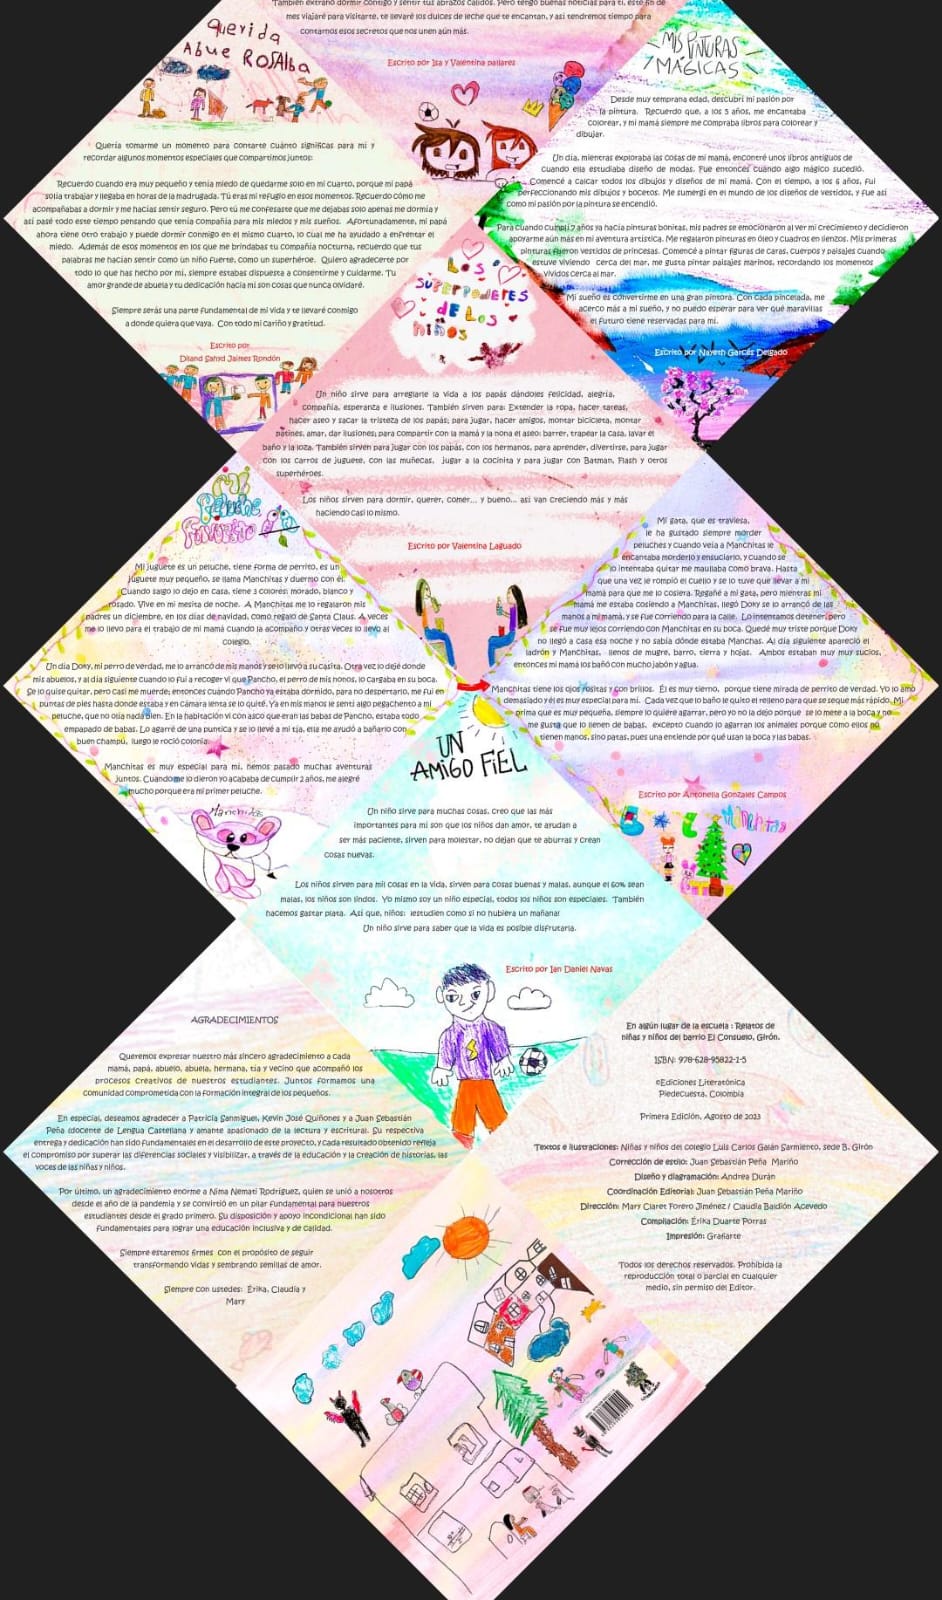 También extraño dormir contigo y sentir tus abrazos cálidos. Pero tengo buenas noticias para ti, este fin de
mes viajaré para visitarte, te llevaré los dulces de leche que te encantan, y así tendremos tiempo para
contarnos esos secretos que nos unen aún más.
Escrito por Isa y Valentina pallares
Querida
Abue ROSAlba
Quería tomarme un momento para contarte cuánto significas para mí y
recordar algunos momentos especiales que compartimos juntos:
Recuerdo cuando era muy pequeño y tenía miedo de quedarme solo en mi cuarto, porque mi papá
solía trabajar y llegaba en horas de la madrugada. Tú eras mi refugio en esos momentos. Recuerdo cómo me
acompañabas a dormir y me hacías sentir seguro. Pero tú me confesaste que me dejabas solo apenas me dormía y
así pasé todo este tiempo pensando que tenía compañía para mis miedos y mis sueños. Afortunadamente, mi papá
ahora tiene otro trabajo y puede dormir conmigo en el mismo cuarto, lo cual me ha ayudado a enfrentar el
miedo. Además de esos momentos en los que me brindabas tu compañía nocturna, recuerdo que tus
palabras me hacían sentir como un niño fuerte, como un superhéroe. Quiero agradecerte por
todo lo que has hecho por mí, siempre estabas dispuesta a consentirme y cuidarme. Tu
amor grande de abuela y tu dedicación hacia mí son cosas que nunca olvidaré.
Siempre serás una parte fundamental de mi vida y te llevaré conmigo
a donde quiera que vaya. Con todo mi cariño y gratitud.
Escrito por
Diland Sahyd Jaimes Rondón
MIS PINTURAS
Y MÁGICAS
Desde muy temprana edad, descubrí mi pasión por
la pintura. Recuerdo que, a los 5 años, me encantaba
colorear, y mi mamá siempre me compraba libros para colorear y
dibujar.
Un día, mientras exploraba las cosas de mi mamá, encontré unos libros antiguos de
cuando ella estudiaba diseño de modas. Fue entonces cuando algo mágico sucedió.
Comencé a calcar todos los dibujos y diseños de mi mamá. Con el tiempo, a los 6 años, fui
perfeccionando mis dibujos y bocetos. Me sumergí en el mundo de los diseños de vestidos, y fue así
como mi pasión por la pintura se encendió.
Para cuando cumplí 7 años ya hacía pinturas bonitas, mis padres se emocionaron al ver mi crecimiento y decidieron
apoyarme aún más en mi aventura artística. Me regalaron pinturas en óleo y cuadros en lienzos. Mis primeras
pinturas fueron vestidos de princesas. Comencé a pintar figuras de caras, cuerpos y paisajes cuando
estuve viviendo cerca del mar, me gusta pintar paisajes marinos, recordando los momentos
vividos cerca al mar.
Mi sueño es convertirme en una gran pintora. Con cada pincelada, me
acerco más a mi sueño, y no puedo esperar para ver qué maravillas
el futuro tiene reservadas para mí.
Escrito por Nayeth Garcés Delgado
Los
SUPERPODERES
de Los
niños
Un niño sirve para arreglarle la vida a los papás dándoles felicidad, alegría,
compañía, esperanza e ilusiones. También sirven para: Extender la ropa, hacer tareas,
hacer aseo y sacar la tristeza de los papás; para jugar, hacer amigos, montar bicicleta, montar
patines, amar, dar ilusiones; para compartir con la mamá y la nona el aseo: barrer, trapear la casa, lavar el
baño y la loza. También sirven para jugar con los papás, con los hermanos, para aprender, divertirse, para jugar
con los carros de juguete, con las muñecas, jugar a la cocinita y para jugar con Batman, Flash y otros
superhéroes.
Los niños sirven para dormir, querer, comer... y bueno... así van creciendo más y más
haciendo casi lo mismo.
Escrito por Valentina Laguado
Mi
Peluche
Favorito
Mi juguete es un peluche, tiene forma de perrito, es un
juguete muy pequeño, se llama Manchitas y duermo con él.
Cuando salgo lo dejo en casa, tiene 3 colores: morado, blanco y
rosado. Vive en mi mesita de noche. A Manchitas me lo regalaron mis
padres un diciembre, en los días de navidad, como regalo de Santa Claus. A veces
me lo llevo para el trabajo de mi mamá cuando la acompaño y otras veces lo llevo al
colegio.
Un día Doky, mi perro de verdad, me lo arrancó de mis manos y se lo llevó a su casita. Otra vez lo dejé donde
mis abuelos, y al día siguiente cuando lo fui a recoger vi que Pancho, el perro de mis nonos, lo cargaba en su boca.
Se lo quise quitar, pero casi me muerde; entonces cuando Pancho ya estaba dormido, para no despertarlo, me fui en
puntas de pies hasta donde estaba y en cámara lenta se lo quité. Ya en mis manos le sentí algo pegachento a mi
peluche, que no olía nada bien. En la habitación vi con asco que eran las babas de Pancho, estaba todo
empapado de babas. Lo agarré de una puntica y se lo llevé a mi tía, ella me ayudó a bañarlo con
buen champú, luego le roció colonia.
Manchitas es muy especial para mí, hemos pasado muchas aventuras
juntos. Cuando me lo dieron yo acababa de cumplir 2 años, me alegré
mucho porque era mi primer peluche.
Manchitas
Mi gata, que es traviesa,
le ha gustado siempre morder
peluches y cuando veía a Manchitas le
encantaba morderlo y ensuciarlo, y cuando se
lo intentaba quitar me maullaba como brava. Hasta
que una vez le rompió el cuello y se lo tuve que llevar a mi
mamá para que me lo cosiera. Regañé a mi gata, pero mientras mi
mamá me estaba cosiendo a Manchitas, llegó Doky se lo arrancó de las
manos a mi mamá, y se fue corriendo para la calle. Lo intentamos detener, pero
se fue muy lejos corriendo con Manchitas en su boca. Quedé muy triste porque Doky
no llegó a casa esa noche y no sabía dónde estaba Manchas. Al día siguiente apareció el
ladrón y Manchitas, llenos de mugre, barro, tierra y hojas. Ambos estaban muy muy sucios,
entonces mi mamá los bañó con mucho jabón y agua.
Manchitas tiene los ojos rositas y con brillos. Él es muy tierno, porque tiene mirada de perrito de verdad. Yo lo amo
demasiado y él es muy especial para mí. Cada vez que lo baño le quito el relleno para que se seque más rápido. Mi
prima que es muy pequeña, siempre lo quiere agarrar, pero yo no la dejo porque se lo mete a la boca y no
me gusta que lo llenen de babas, excepto cuando lo agarran los animales porque como ellos no
tienen manos, sino patas, pues una entiende por qué usan la boca y las babas.
Escrito por Antonella Gonzales Campos
MANCHITAS
UN
AMIGO FIEL
Un niño sirve para muchas cosas, creo que las más
importantes para mí son que los niños dan amor, te ayudan a
ser más paciente, sirven para molestar, no dejan que te aburras y crean
cosas nuevas.
Los niños sirven para mil cosas en la vida, sirven para cosas buenas y malas, aunque el 60% sean
malas, los niños son lindos. Yo mismo soy un niño especial, todos los niños son especiales. También
hacemos gastar plata. Así que, niños: ¡estudien como si no hubiera un mañana!
Un niño sirve para saber que la vida es posible disfrutarla.
Escrito por Ian Daniel Navas
AGRADECIMIENTOS
Queremos expresar nuestro más sincero agradecimiento a cada
mamá, papá, abuelo, abuela, hermana, tía y vecino que acompañó los
procesos creativos de nuestros estudiantes. Juntos formamos una
comunidad comprometida con la formación integral de los pequeños.
En especial, deseamos agradecer a Patricia Sanmiguel, Kevin José Quiñones y a Juan Sebastián
Peña (docente de Lengua Castellana y amante apasionado de la lectura y escritura). Su respectiva
entrega y dedicación han sido fundamentales en el desarrollo de este proyecto, y cada resultado obtenido refleja
el compromiso por superar las diferencias sociales y visibilizar, a través de la educación y la creación de historias, las
voces de las niñas y niños.
Por último, un agradecimiento enorme a Nima Nemati Rodríguez, quien se unió a nosotros
desde el año de la pandemia y se convirtió en un pilar fundamental para nuestros
estudiantes desde el grado primero. Su disposición y apoyo incondicional han sido
fundamentales para lograr una educación inclusiva y de calidad.
Siempre estaremos firmes con el propósito de seguir
transformando vidas y sembrando semillas de amor.
Siempre con ustedes: Érika, Claudia y
Mary
En algún lugar de la escuela : Relatos de
niñas y niños del barrio El Consuelo, Girón.
ISBN: 978-628-95822-1-5
©Ediciones Literatónica
Piedecuesta, Colombia
Primera Edición, Agosto de 2023
Textos e ilustraciones: Niñas y niños del colegio Luis Carlos Galán Sarmiento, sede B, Girón
Corrección de estilo: Juan Sebastián Peña Mariño
Diseño y diagramación: Andrea Durán
Coordinación Editorial: Juan Sebastián Peña Mariño
Dirección: Mary Claret Forero Jiménez / Claudia Baldión Acevedo
Compilación: Érika Duarte Porras
Impresión: Grafiarte
Todos los derechos reservados. Prohibida la
reproducción total o parcial en cualquier
medio, sin permiso del Editor.